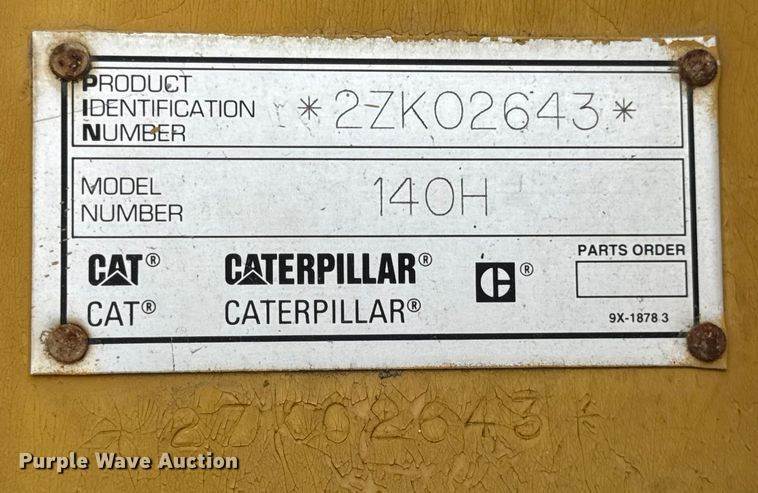 PRODUCT
IDENTIFICATION
NUMBER
*2ZK02643*
MODEL
NUMBER
140H
CAT® CATERPILLAR® C®
CAT® CATERPILLAR®
PARTS ORDER
9X-1878 3
*2ZK02643*
Purple Wave Auction